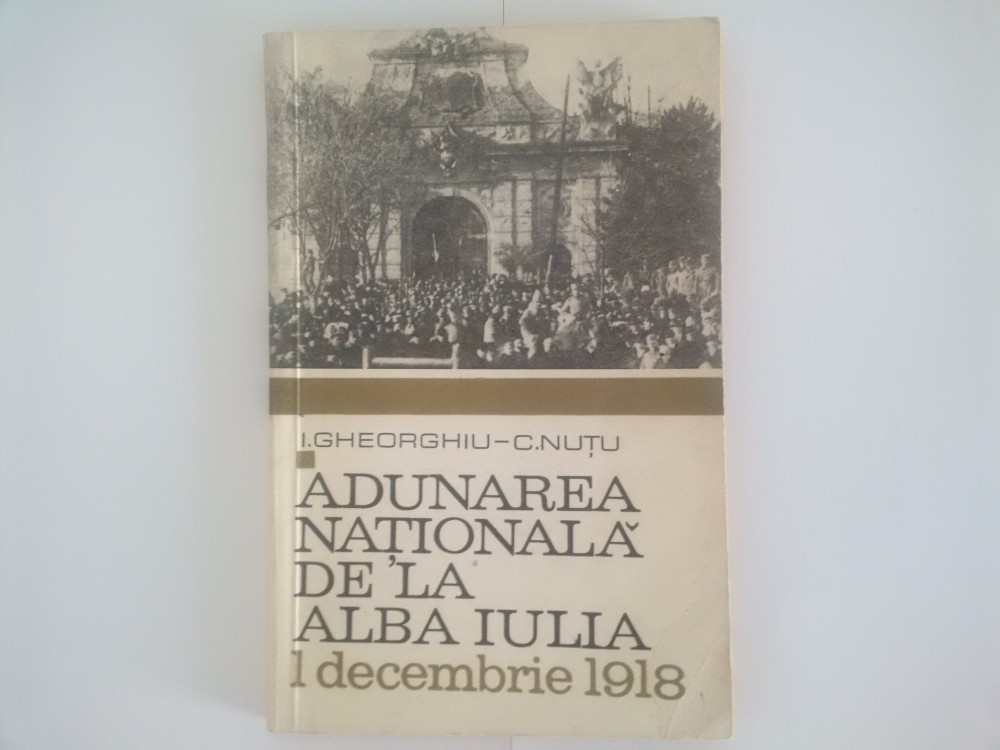 I.GHEORGHIU-C.NUȚU
ADUNAREA
NAȚIONALĂ
DE LA
ALBA IULIA
1 decembrie 1918